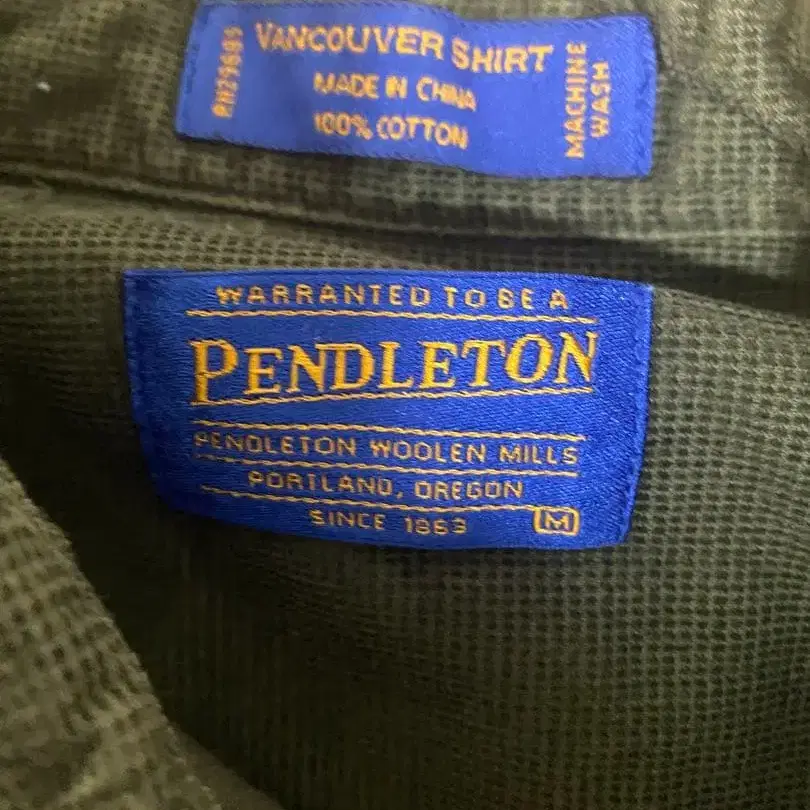 VANCOUVER SHIRT
MADE IN CHINA
100% COTTON
RN29685
MACHINE
WASH
WARRANTED TO BE A
PENDLETON
PENDLETON WOOLEN MILLS
PORTLAND, OREGON
SINCE 1863
M